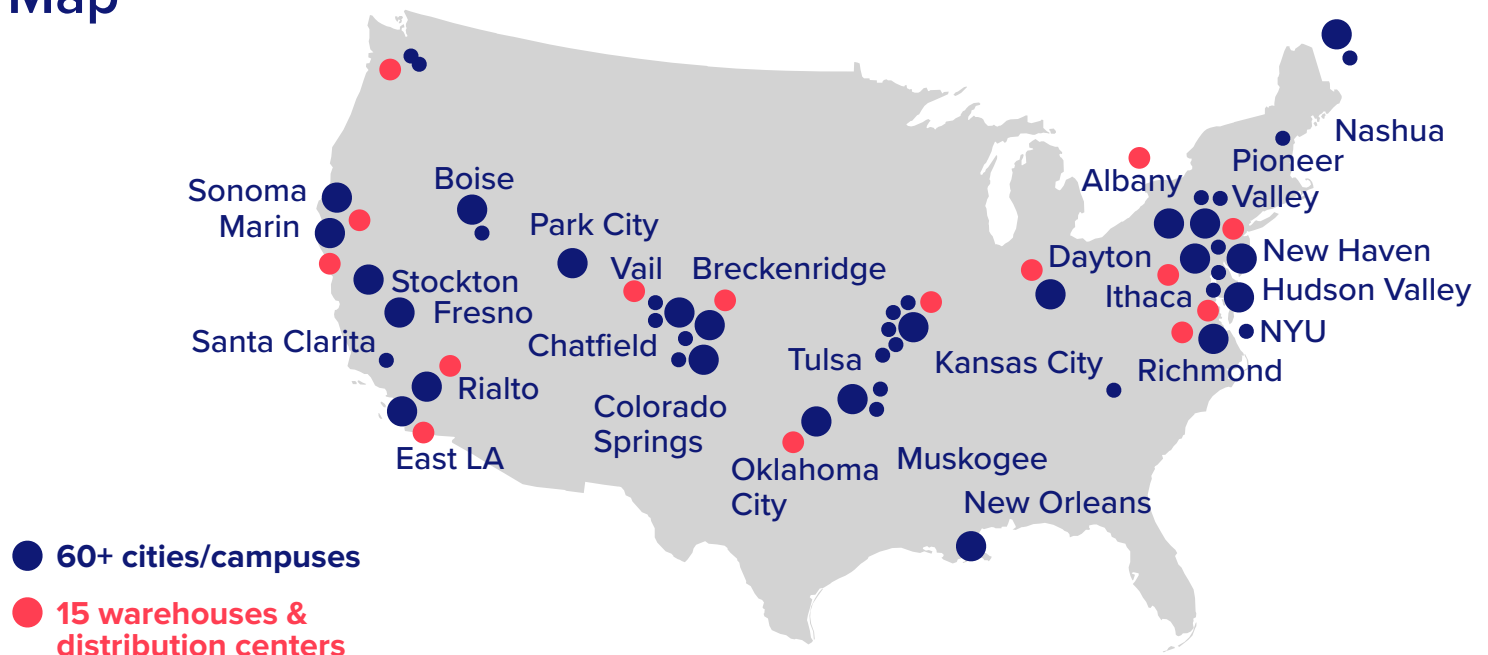 Map
Nashua
Pioneer
Valley
Albany
Boise
Sonoma
Marin
Park City
New Haven
Dayton
Vail
Breckenridge
Stockton
Ithaca
Hudson Valley
Fresno
NYU
Santa Clarita
Chatfield
Tulsa
Kansas City
Richmond
Rialto
Colorado
Springs
East LA
Oklahoma
City
Muskogee
New Orleans
60+ cities/campuses
15 warehouses &
distribution centers